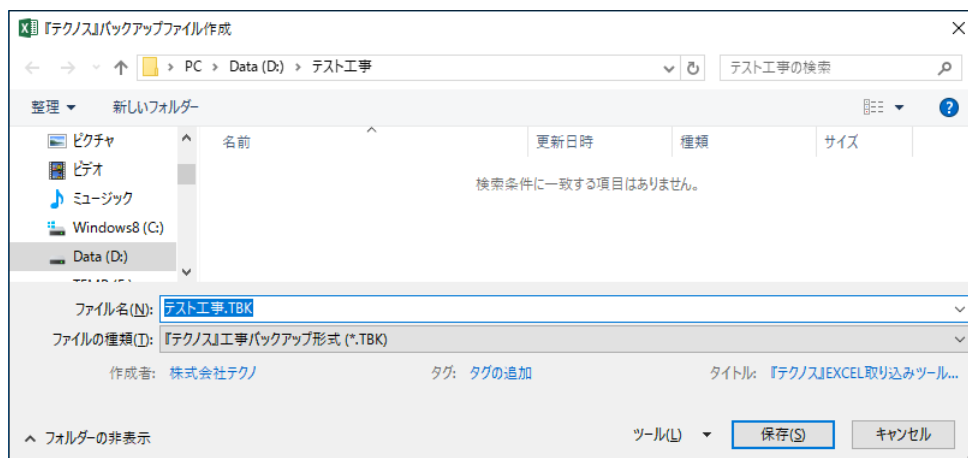 『テクノス』バックアップファイル作成
PC > Data (D:) > テスト工事
テスト工事の検索
整理 新しいフォルダー
名前 更新日時 種類 サイズ
検索条件に一致する項目はありません。
ピクチャ
ビデオ
ミュージック
Windows8 (C:)
Data (D:)
ファイル名(N): テスト工事.TBK
ファイルの種類(T): 『テクノス』工事バックアップ形式 (*.TBK)
作成者: 株式会社テクノ タグ: タグの追加 タイトル: 『テクノス』EXCEL取り込みツール...
フォルダーの非表示 ツール(L) 保存(S) キャンセル